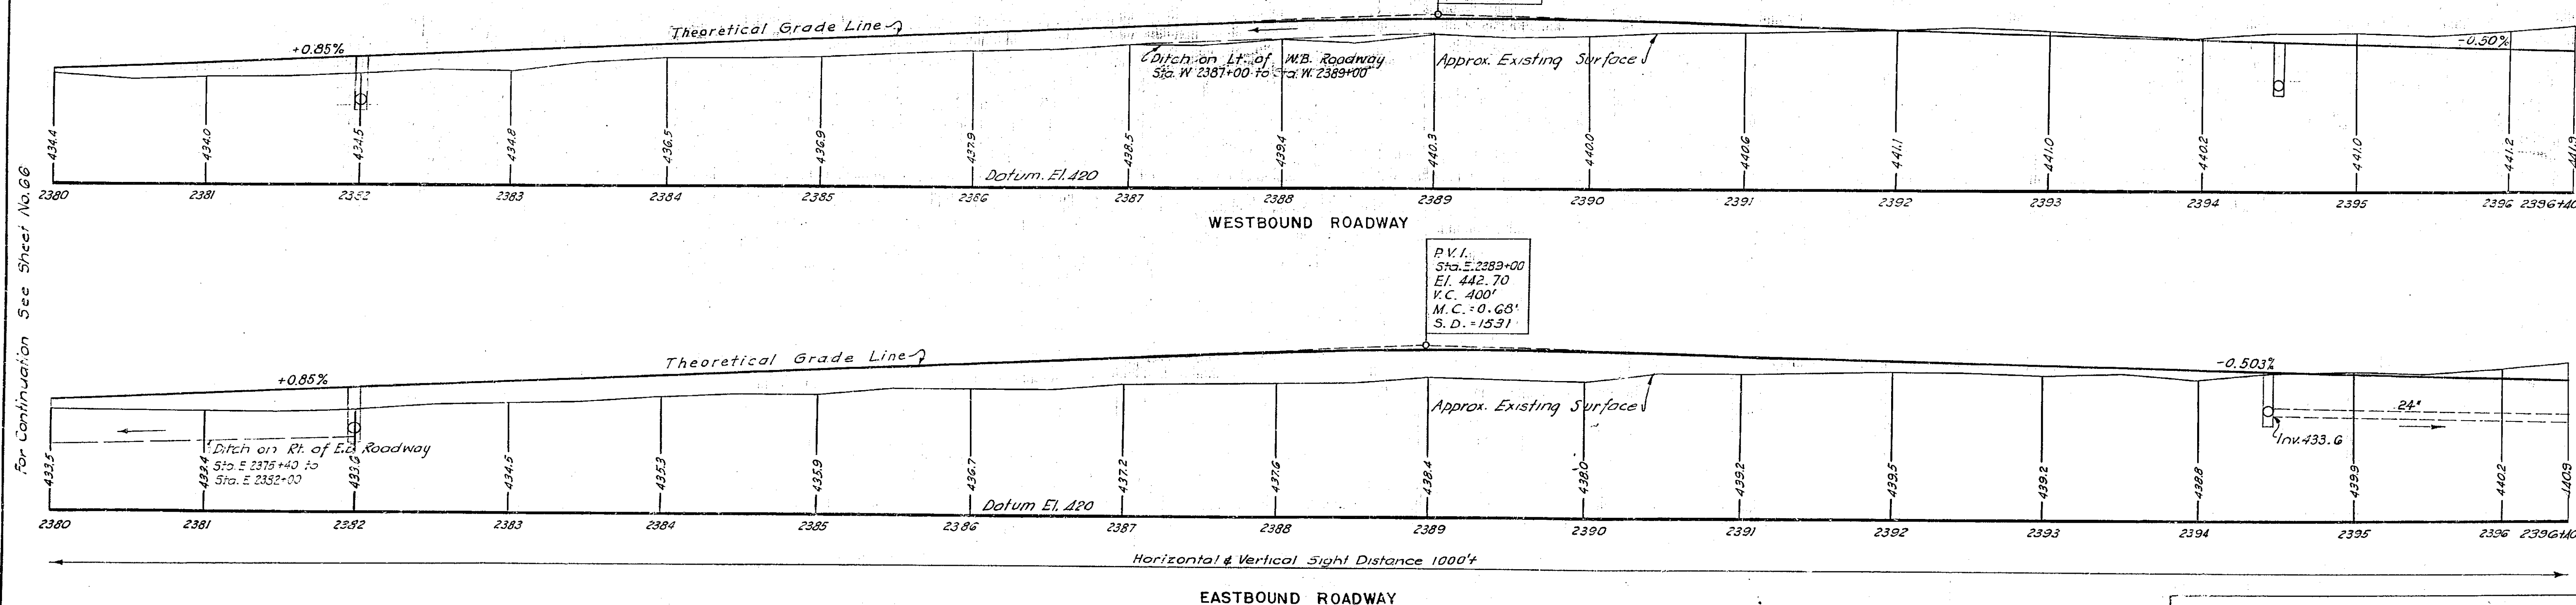 For Continuation See Sheet No.66
Theoretical Grade Line
+0.85%
-0.50%
Ditch on Lt. of W.B. Roadway
Sta. W 2387+00 to Sta. W. 2389+00
Approx. Existing Surface
434.4 434.0 434.5 434.8 436.5 436.9 437.9 438.5 439.4 440.3 440.0 440.6 441.1 441.0 440.2 441.0 441.2 441.9
Datum. El. 420
2380 2381 2382 2383 2384 2385 2386 2387 2388 2389 2390 2391 2392 2393 2394 2395 2396 2396+40
WESTBOUND ROADWAY
P.V.I.
Sta. E. 2389+00
El. 442.70
V.C. 400'
M.C. = 0.68'
S.D. = 1531
Theoretical Grade Line
+0.85%
-0.503%
Approx. Existing Surface
24"
Inv. 433.6
Ditch on Rt. of E.B. Roadway
Sta. E 2375+40 to
Sta. E 2382+00
433.5 433.4 433.6 434.5 435.3 435.9 436.7 437.2 437.6 438.4 438.0 439.2 439.5 439.2 438.8 439.9 440.2 440.9
Datum El. 420
2380 2381 2382 2383 2384 2385 2386 2387 2388 2389 2390 2391 2392 2393 2394 2395 2396 2396+40
Horizontal & Vertical Sight Distance 1000'+
EASTBOUND ROADWAY